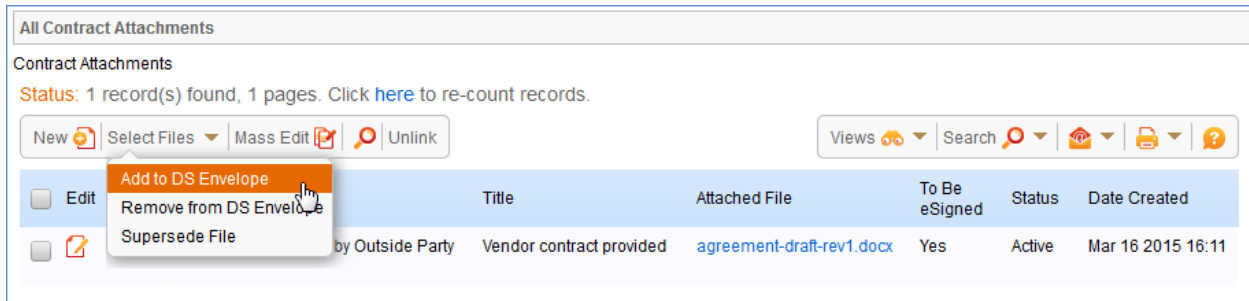 All Contract Attachments
Contract Attachments
Status: 1 record(s) found, 1 pages. Click here to re-count records.
New Select Files Mass Edit Unlink Views Search
Add to DS Envelope
Remove from DS Envelope
Supersede File
Edit Title Attached File To Be eSigned Status Date Created
by Outside Party Vendor contract provided agreement-draft-rev1.docx Yes Active Mar 16 2015 16:11